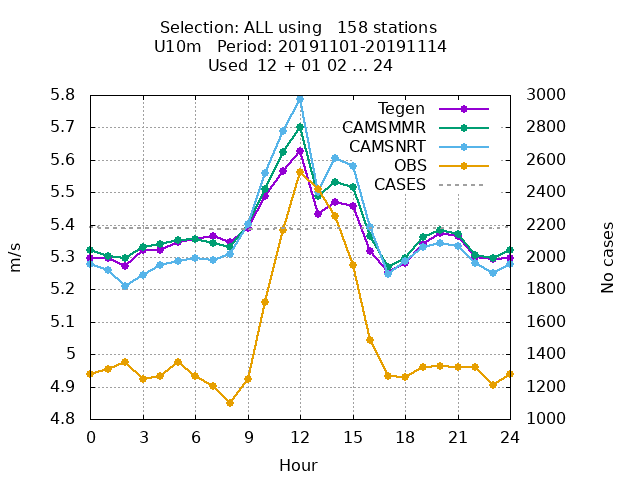 Selection: ALL using   158 stations
U10m   Period: 20191101-20191114
Used  12 + 01 02 ... 24
5.8
5.7
5.6
5.5
5.4
5.3
5.2
5.1
5
4.9
4.8
m/s
3000
2800
2600
2400
2200
2000
1800
1600
1400
1200
1000
No cases
Tegen
CAMSMMR
CAMSNRT
OBS
CASES
0 3 6 9 12 15 18 21 24
Hour